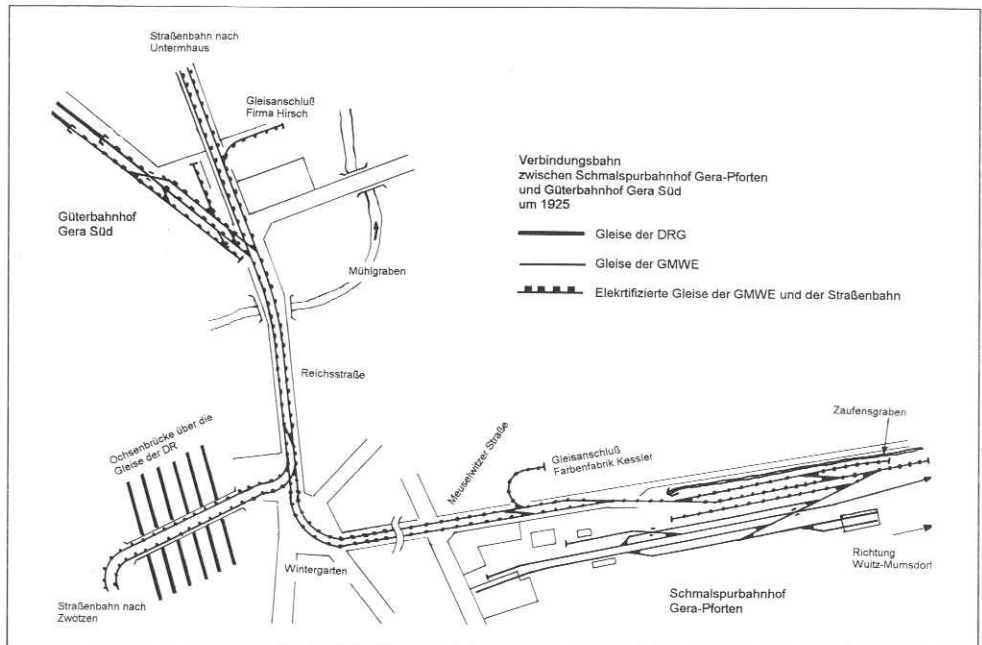 Straßenbahn nach
Untermhaus
Gleisanschluß
Firma Hirsch
Güterbahnhof
Gera Süd
Mühlgraben
Verbindungsbahn
zwischen Schmalspurbahnhof Gera-Pforten
und Güterbahnhof Gera Süd
um 1925
Gleise der DRG
Gleise der GMWE
Elekrtifizierte Gleise der GMWE und der Straßenbahn
Reichsstraße
Ochsenbrücke über die
Gleise der DR
Meuselwitzer Straße
Gleisanschluß
Farbenfabrik Kessler
Zaufensgraben
Wintergarten
Straßenbahn nach
Zwötzen
Richtung
Wuitz-Mumsdorf
Schmalspurbahnhof
Gera-Pforten